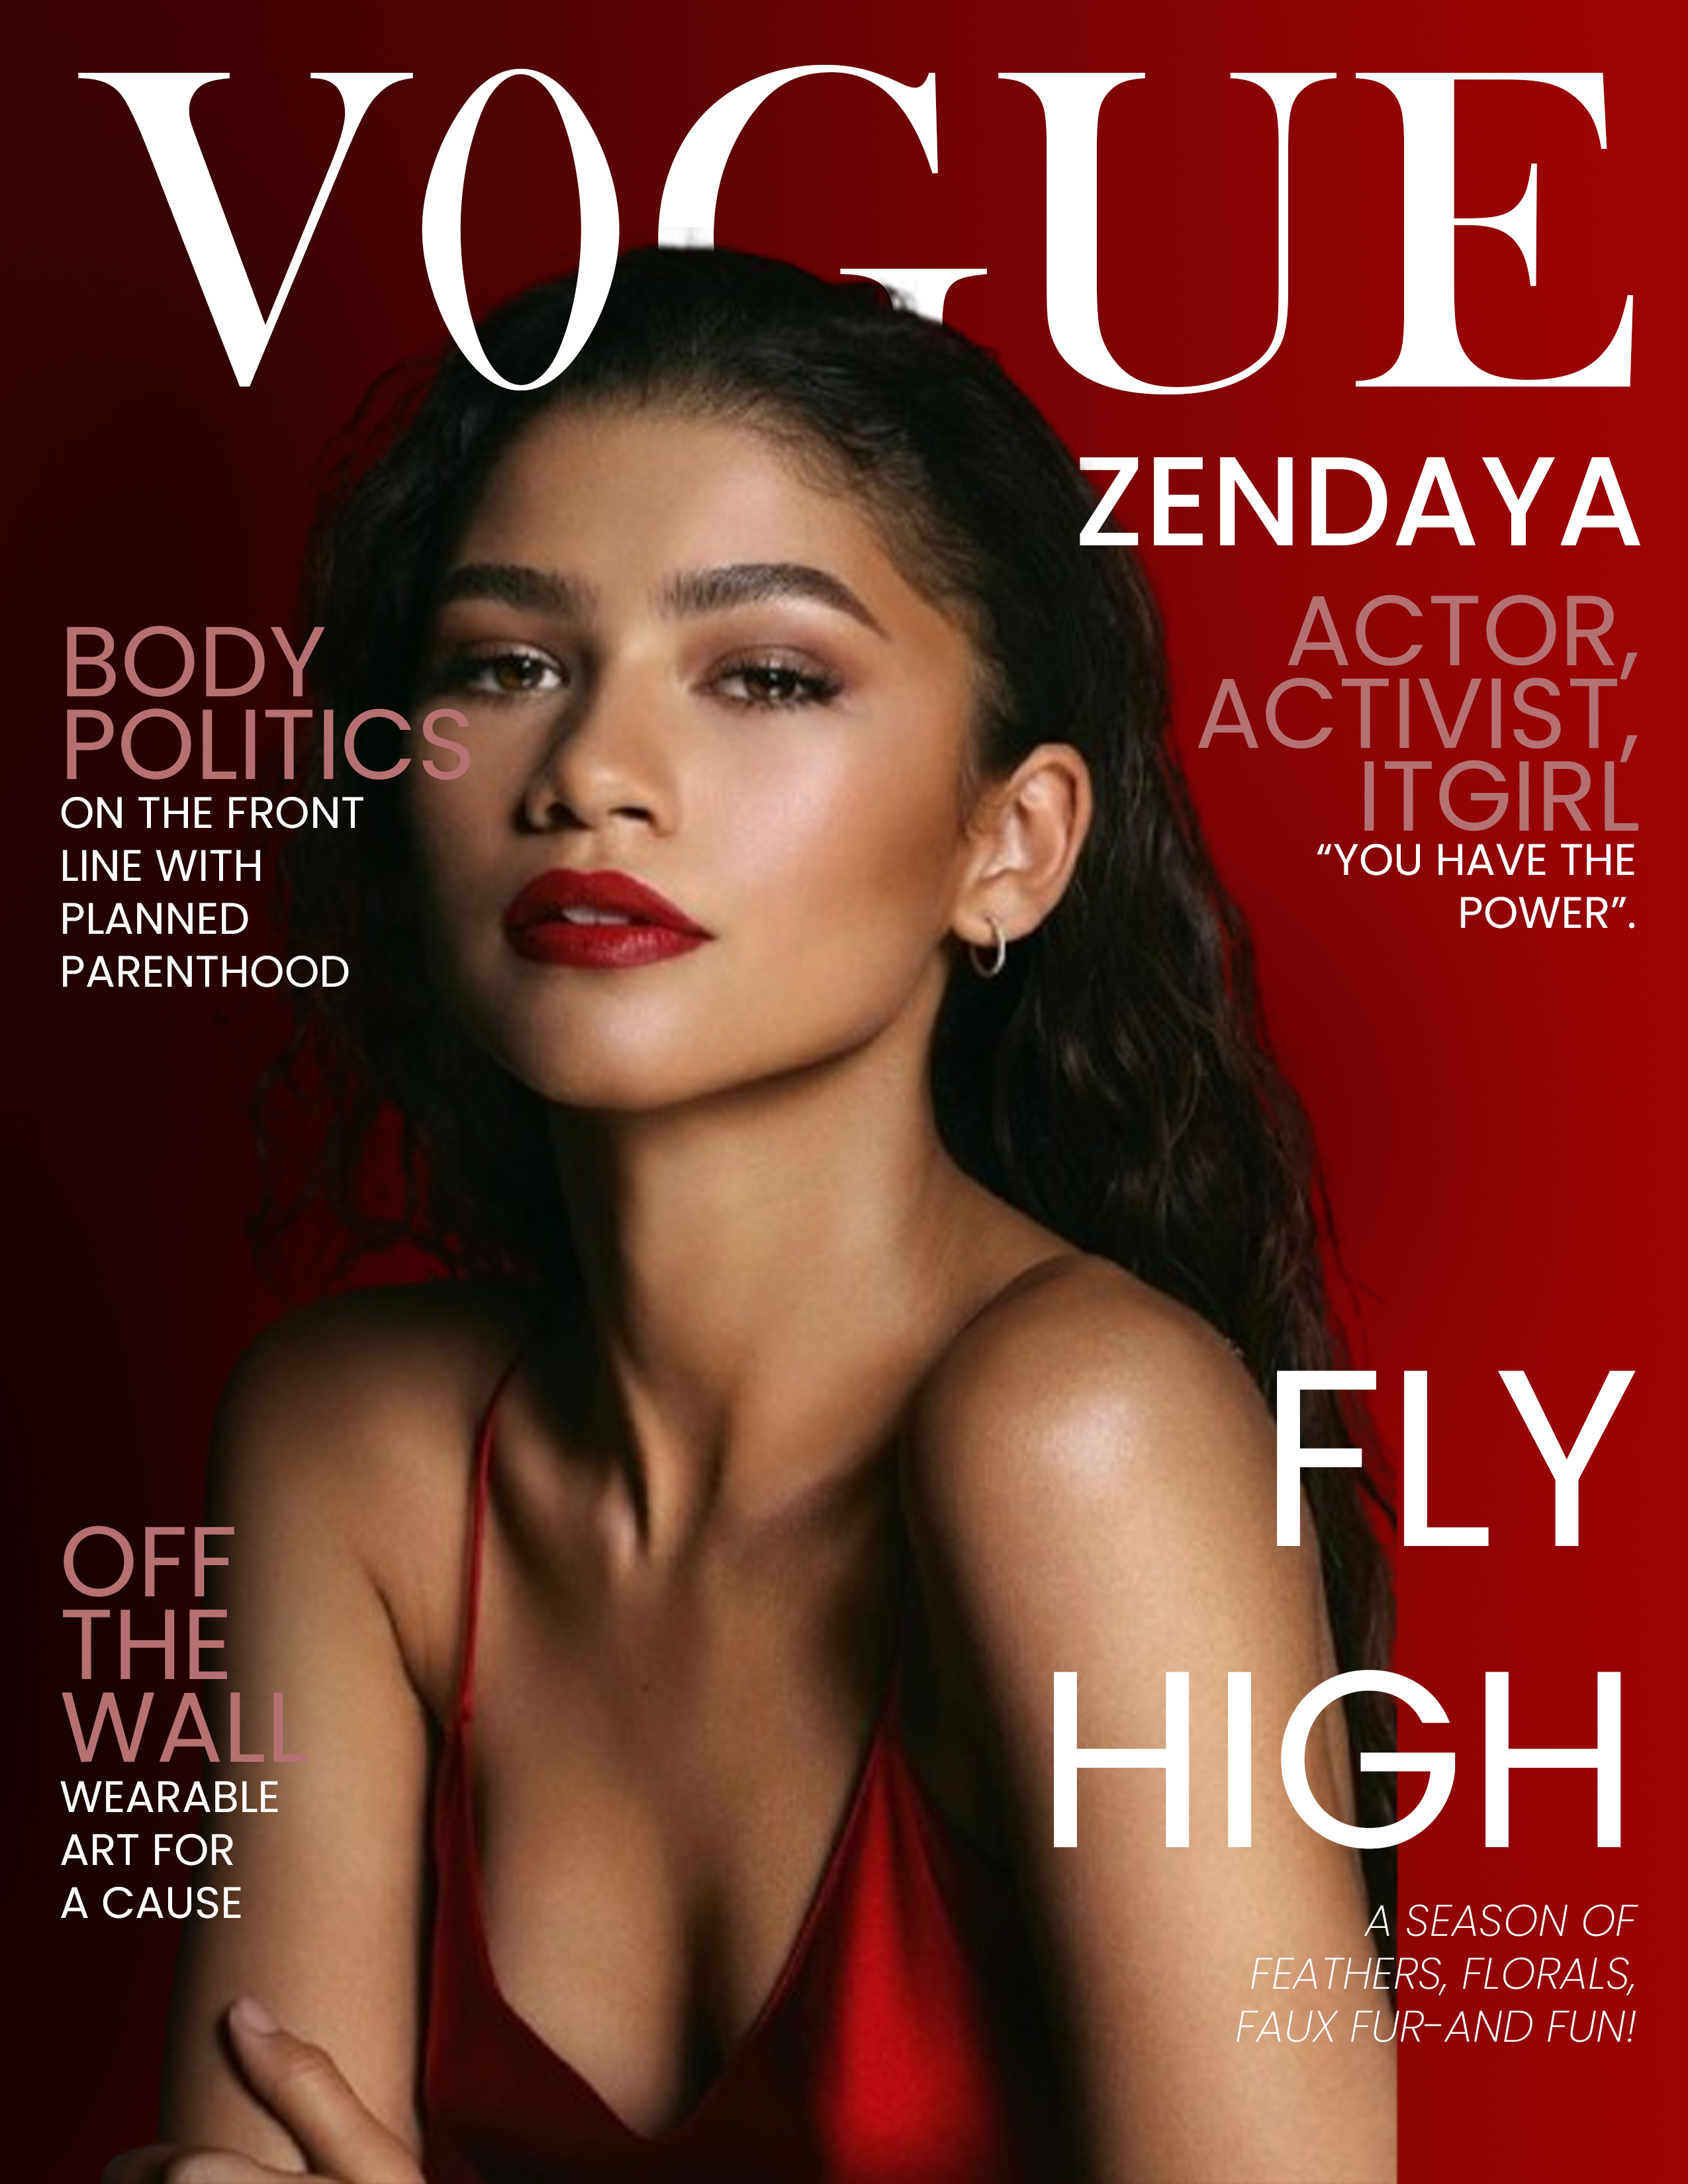 VOGUE
ZENDAYA
ACTOR,
ACTIVIST,
ITGIRL
“YOU HAVE THE
POWER”.
BODY
POLITICS
ON THE FRONT
LINE WITH
PLANNED
PARENTHOOD
FLY
HIGH
A SEASON OF
FEATHERS, FLORALS,
FAUX FUR–AND FUN!
OFF
THE
WALL
WEARABLE
ART FOR
A CAUSE